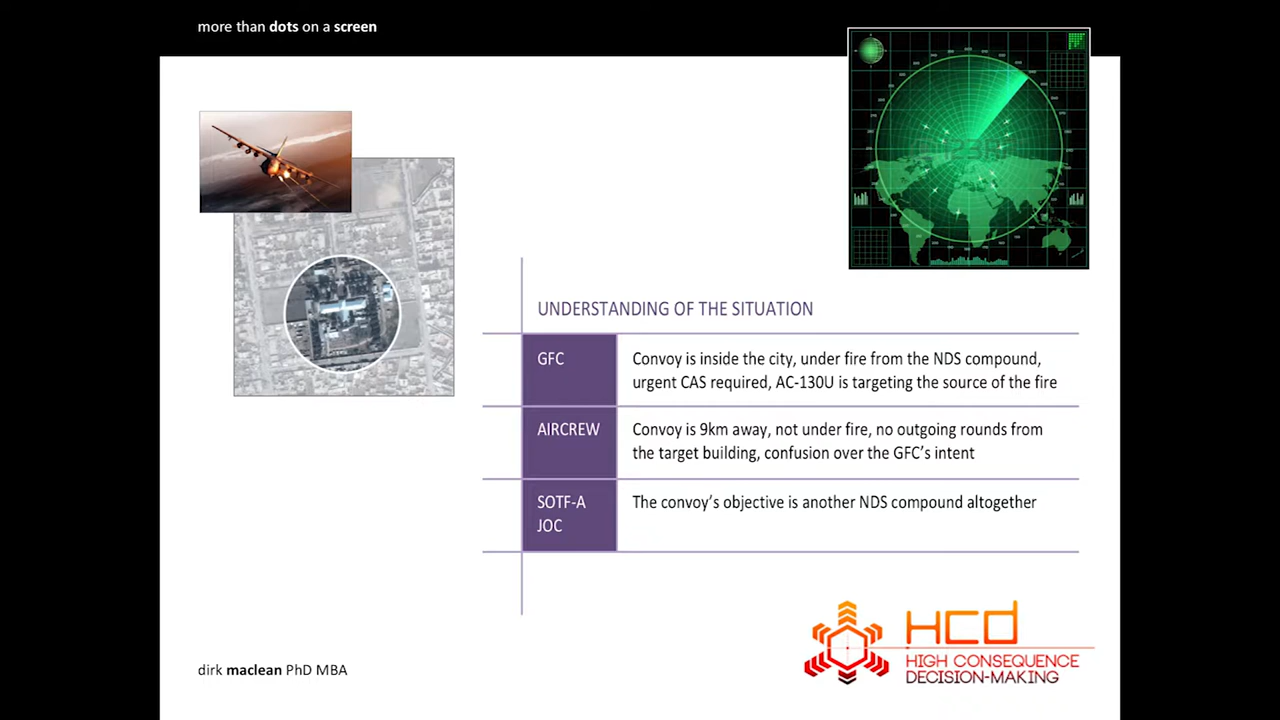 more than dots on a screen
UNDERSTANDING OF THE SITUATION
GFC
Convoy is inside the city, under fire from the NDS compound,
urgent CAS required, AC-130U is targeting the source of the fire
AIRCREW
Convoy is 9km away, not under fire, no outgoing rounds from
the target building, confusion over the GFC's intent
SOTF-A
JOC
The convoy's objective is another NDS compound altogether
HCD
HIGH CONSEQUENCE
DECISION-MAKING
dirk maclean PhD MBA